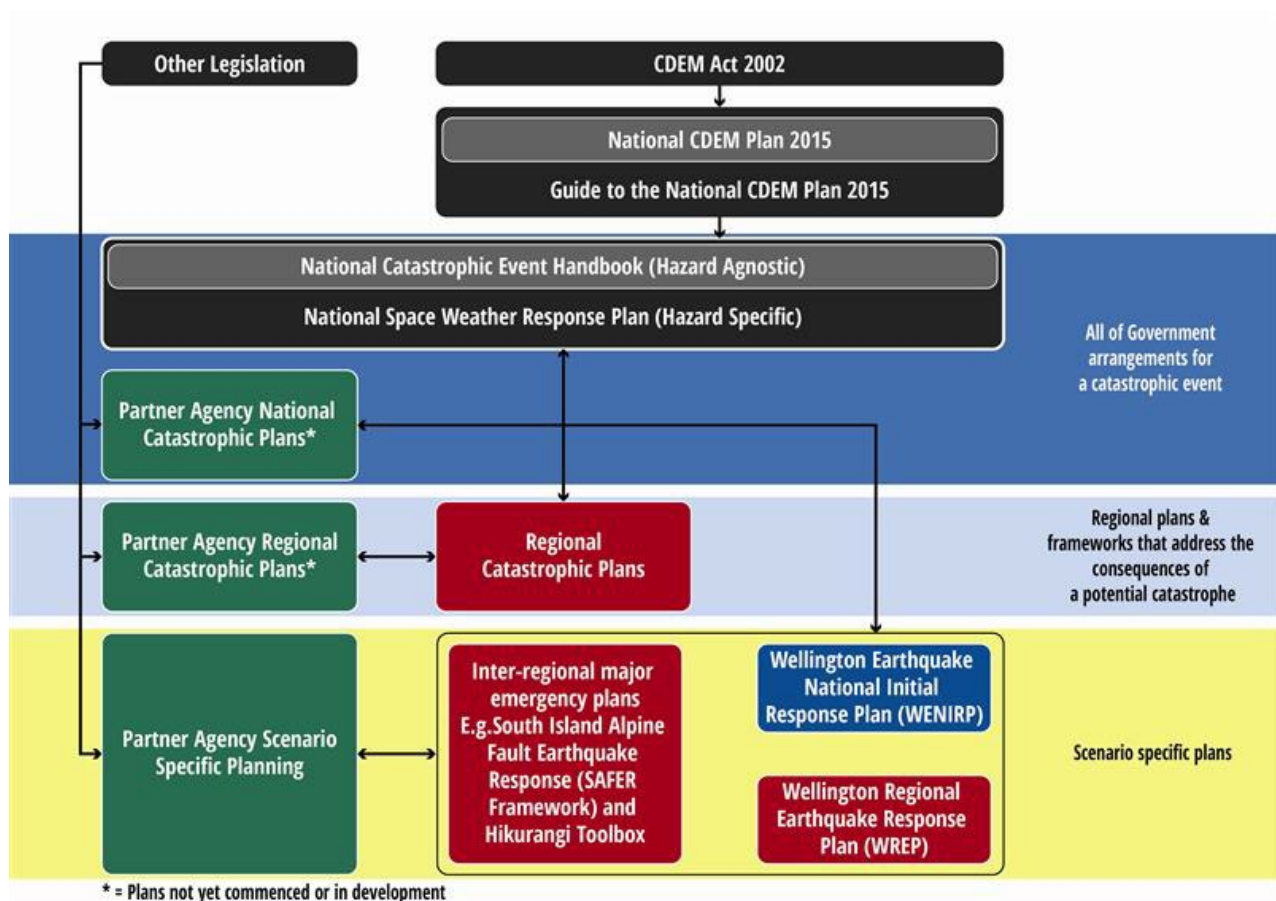 Other Legislation
CDEM Act 2002
National CDEM Plan 2015
Guide to the National CDEM Plan 2015
National Catastrophic Event Handbook (Hazard Agnostic)
National Space Weather Response Plan (Hazard Specific)
All of Government
arrangements for
a catastrophic event
Partner Agency National
Catastrophic Plans*
Partner Agency Regional
Catastrophic Plans*
Regional
Catastrophic Plans
Regional plans &
frameworks that address the
consequences of
a potential catastrophe
Partner Agency Scenario
Specific Planning
Inter-regional major
emergency plans
E.g.South Island Alpine
Fault Earthquake
Response (SAFER
Framework) and
Hikurangi Toolbox
Wellington Earthquake
National Initial
Response Plan (WENIRP)
Wellington Regional
Earthquake Response
Plan (WREP)
Scenario specific plans
* = Plans not yet commenced or in development